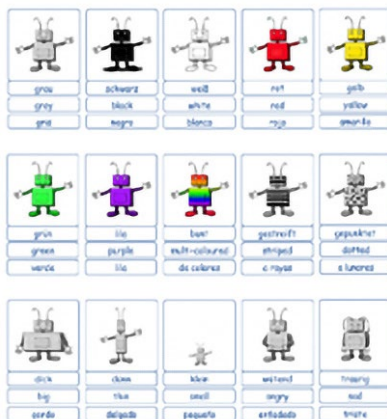 grau schwarz weiß rot gelb
grey black white red yellow
gris negro blanco rojo amarillo
grün lila bunt gestreift gepunktet
green purple multi-coloured striped dotted
verde lila de colores a rayas a lunares
dick dünn klein wütend traurig
big thin small angry sad
gordo delgado pequeño enfadado triste